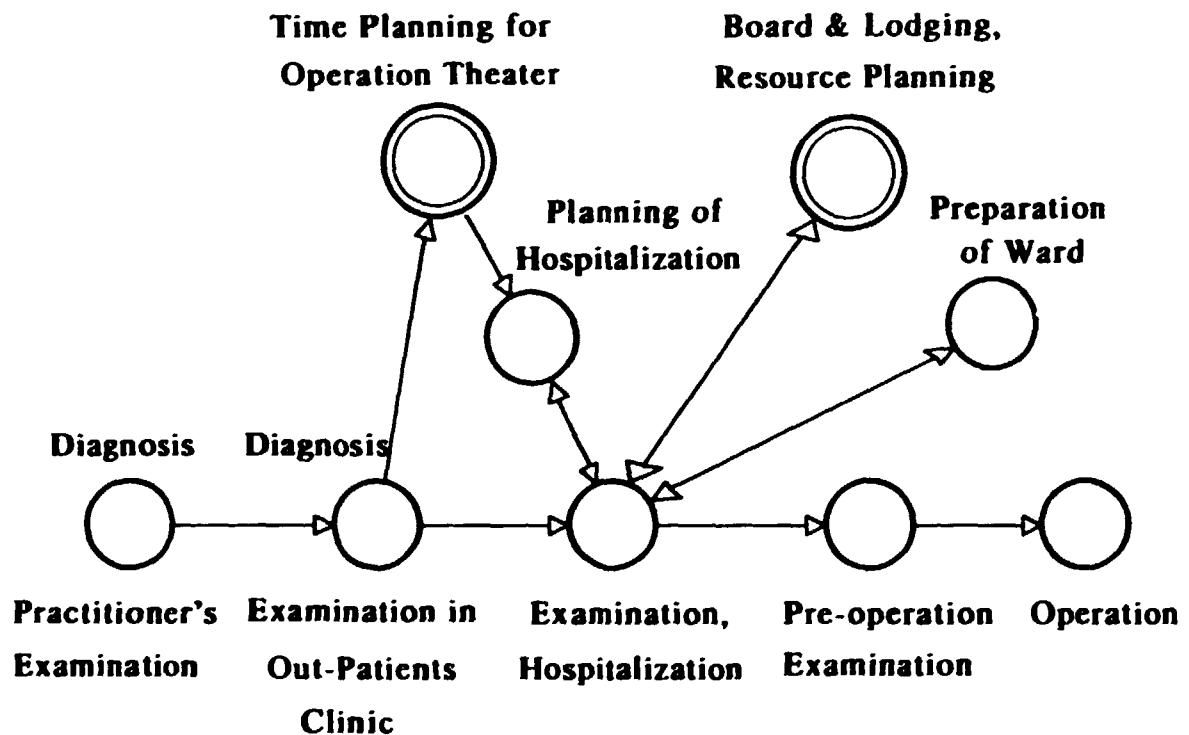 Time Planning for
Operation Theater
Board & Lodging,
Resource Planning
Planning of
Hospitalization
Preparation
of Ward
Diagnosis
Diagnosis
Practitioner's
Examination
Examination in
Out-Patients
Clinic
Examination,
Hospitalization
Pre-operation
Examination
Operation